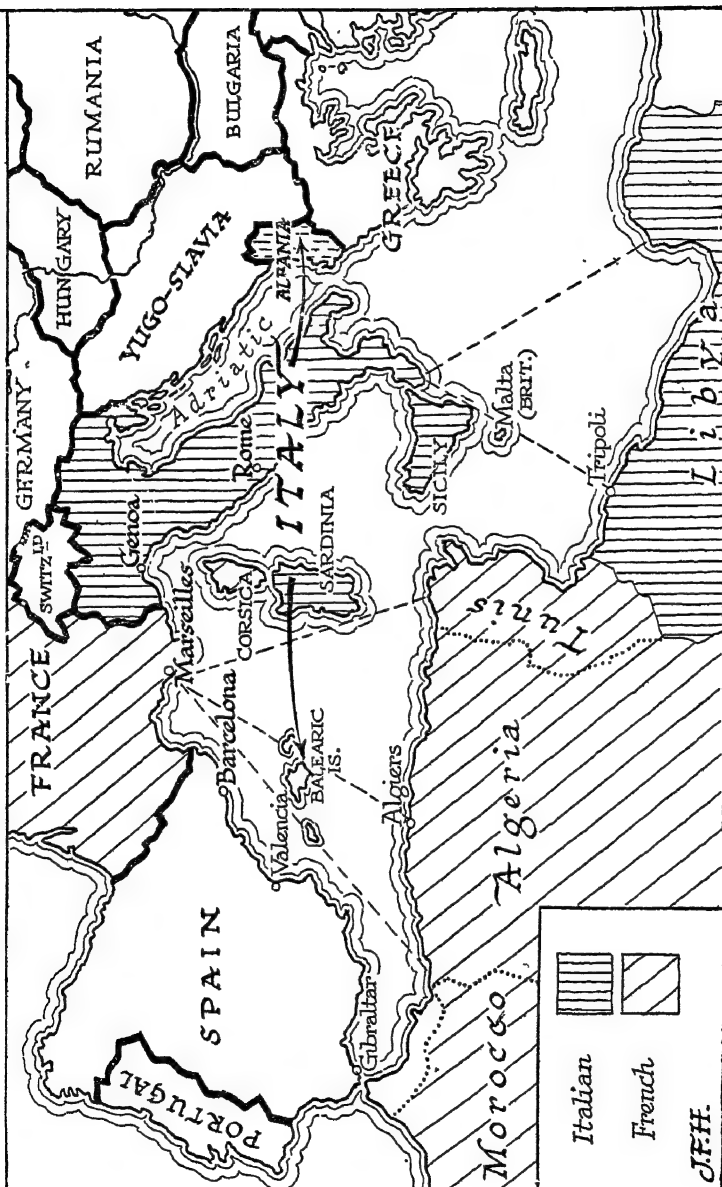 FRANCE
SWITZ LD
GERMANY
HUNGARY
RUMANIA
YUGO-SLAVIA
BULGARIA
ALBANIA
GREECE
Adriatic
ITALY
Genoa
Rome
Marseilles
CORSICA
SARDINIA
SICILY
Malta
(BRIT.)
PORTUGAL
SPAIN
Barcelona
Valencia
BALEARIC
IS.
Gibraltar
Algiers
Tripoli
Morocco
Algeria
Tunis
Libya
Italian
French
J.F.H.